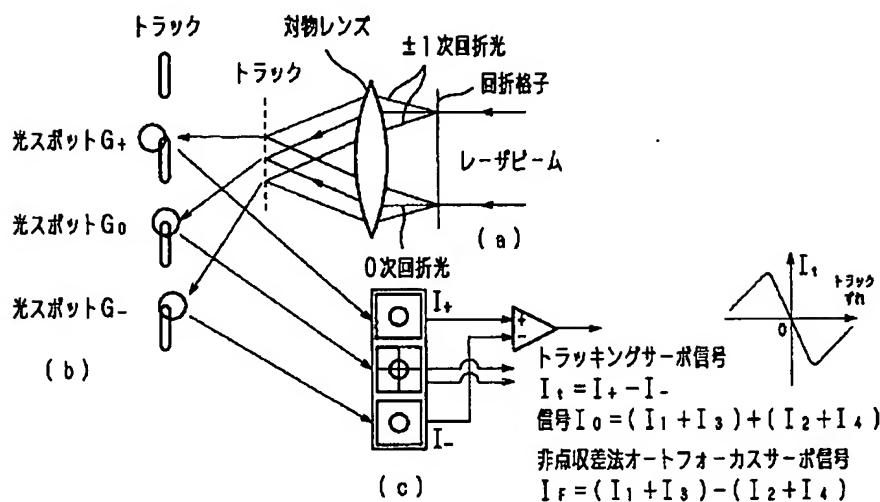 トラック
対物レンズ
±1次回折光
トラック
回折格子
光スポットG₊
レーザビーム
光スポットG₀
(a)
0次回折光
光スポットG₋
(b)
I₊
+
-
I₋
(c)
Iₜ
トラック
ずれ
0
トラッキングサーボ信号
Iₜ=I₊-I₋
信号I₀=(I₁+I₃)+(I₂+I₄)
非点収差法オートフォーカスサーボ信号
I_F=(I₁+I₃)-(I₂+I₄)